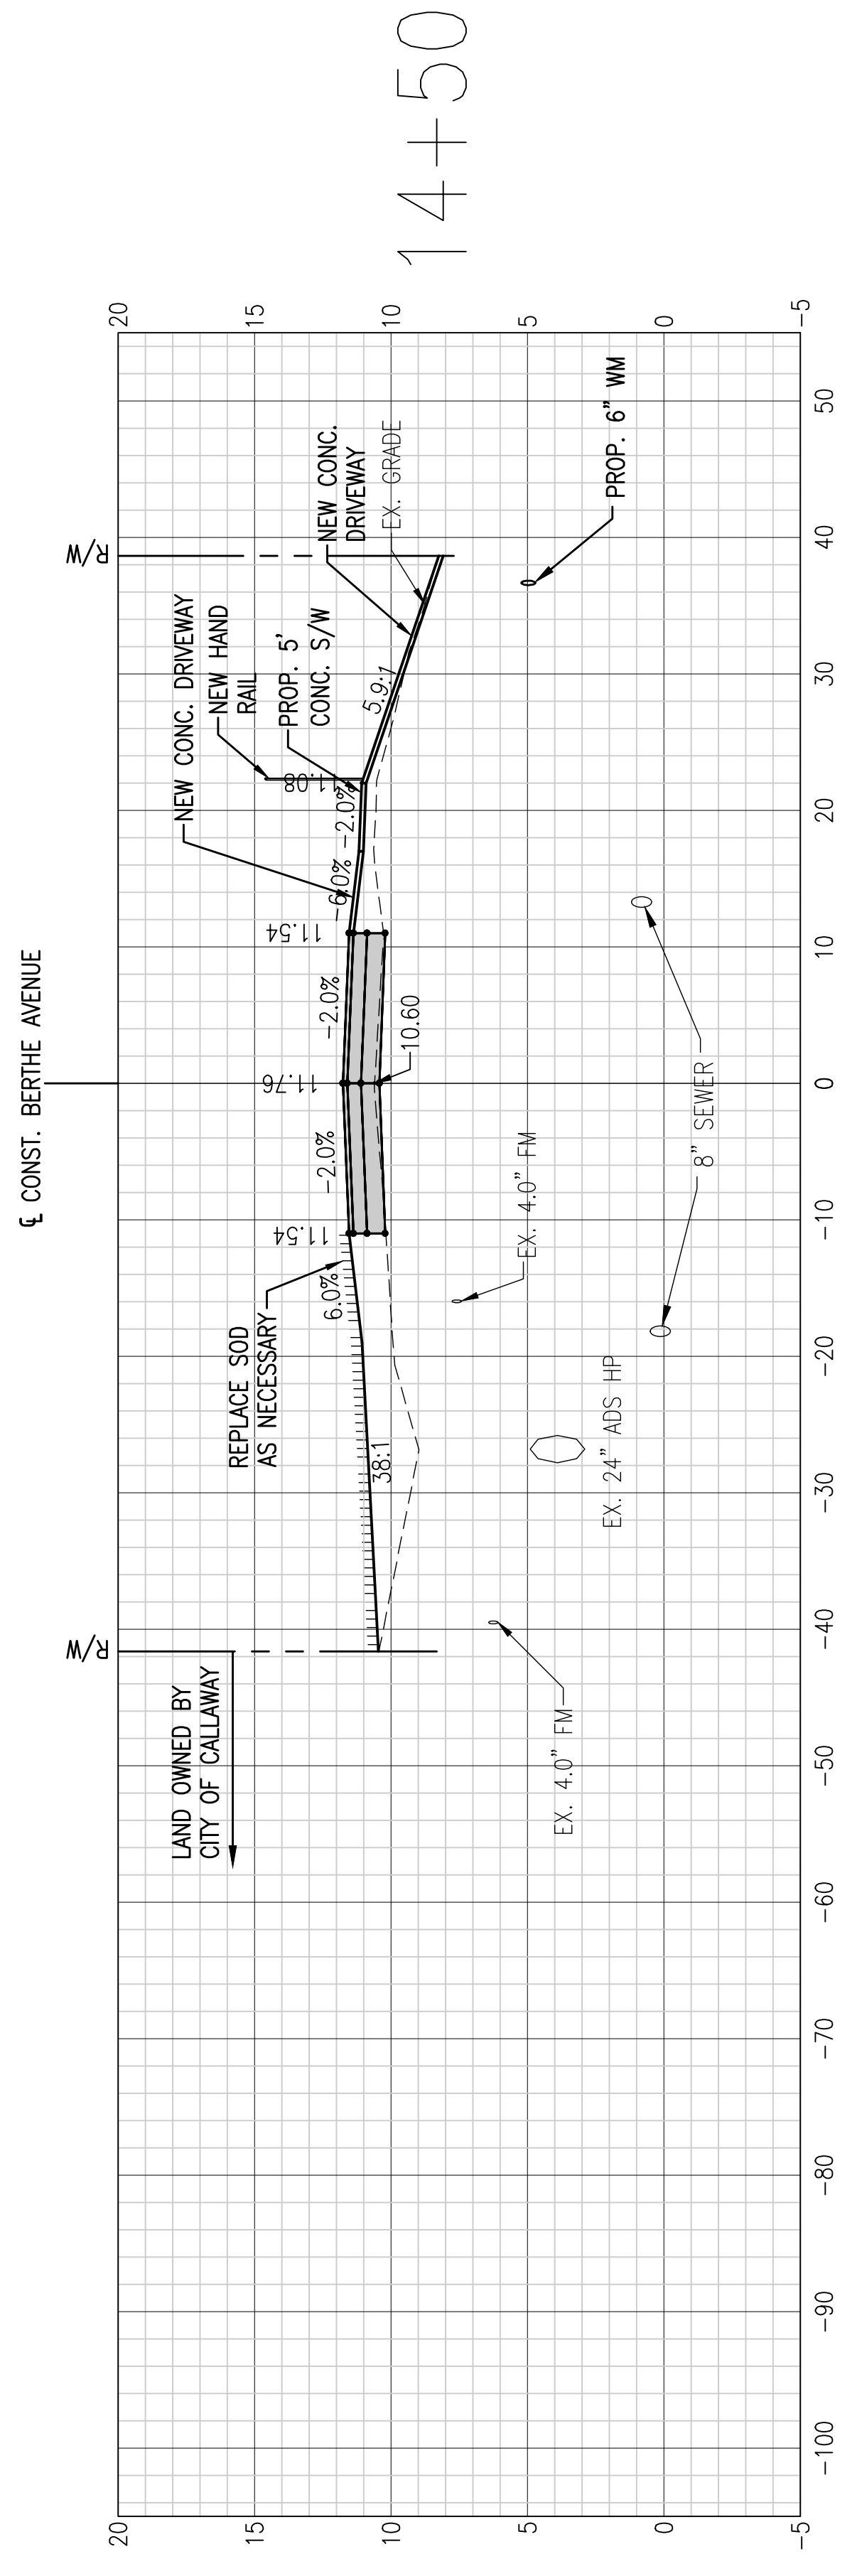 ℄ CONST. BERTHE AVENUE
R/W
R/W
LAND OWNED BY
CITY OF CALLAWAY
REPLACE SOD
AS NECESSARY
NEW CONC. DRIVEWAY
NEW HAND
RAIL
PROP. 5'
CONC. S/W
NEW CONC.
DRIVEWAY
EX. GRADE
38:1
6.0%
11.54
-2.0%
11.76
-2.0%
11.54
-6.0%
-2.0%
11.08
5.9:1
10.60
EX. 4.0" FM
EX. 4.0" FM
EX. 24" ADS HP
8" SEWER
PROP. 6" WM
20
15
10
5
0
-5
20
15
10
5
0
-5
-100
-90
-80
-70
-60
-50
-40
-30
-20
-10
0
10
20
30
40
50
14+50